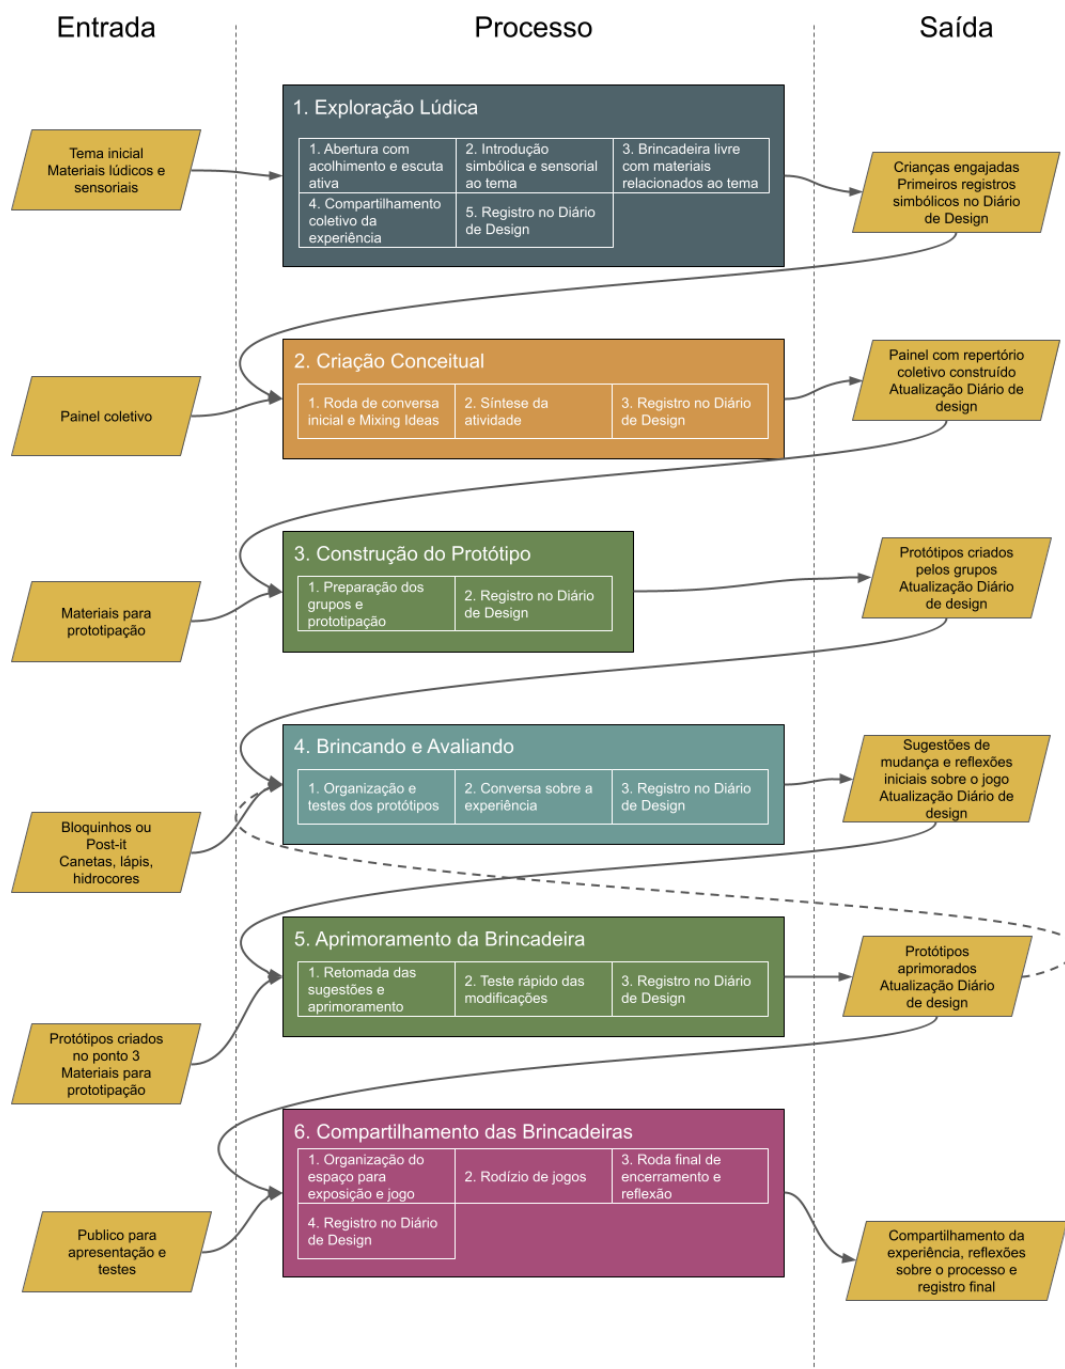 Entrada
Processo
Saída
1. Exploração Lúdica
Tema inicial
Materiais lúdicos e
sensoriais
1. Abertura com
acolhimento e escuta
ativa
2. Introdução
simbólica e sensorial
ao tema
3. Brincadeira livre
com materiais
relacionados ao tema
4. Compartilhamento
coletivo da
experiência
5. Registro no Diário
de Design
Crianças engajadas
Primeiros registros
simbólicos no Diário
de Design
2. Criação Conceitual
Painel coletivo
1. Roda de conversa
inicial e Mixing Ideas
2. Síntese da
atividade
3. Registro no Diário
de Design
Painel com repertório
coletivo construído
Atualização Diário de
design
3. Construção do Protótipo
Materiais para
prototipação
1. Preparação dos
grupos e
prototipação
2. Registro no Diário
de Design
Protótipos criados
pelos grupos
Atualização Diário
de design
4. Brincando e Avaliando
Bloquinhos ou
Post-it
Canetas, lápis,
hidrocores
1. Organização e
testes dos protótipos
2. Conversa sobre a
experiência
3. Registro no Diário
de Design
Sugestões de
mudança e reflexões
iniciais sobre o jogo
Atualização Diário de
design
5. Aprimoramento da Brincadeira
Protótipos criados
no ponto 3
Materiais para
prototipação
1. Retomada das
sugestões e
aprimoramento
2. Teste rápido das
modificações
3. Registro no Diário
de Design
Protótipos
aprimorados
Atualização Diário
de design
6. Compartilhamento das Brincadeiras
Publico para
apresentação e
testes
1. Organização do
espaço para
exposição e jogo
2. Rodízio de jogos
3. Roda final de
encerramento e
reflexão
4. Registro no Diário
de Design
Compartilhamento da
experiência, reflexões
sobre o processo e
registro final